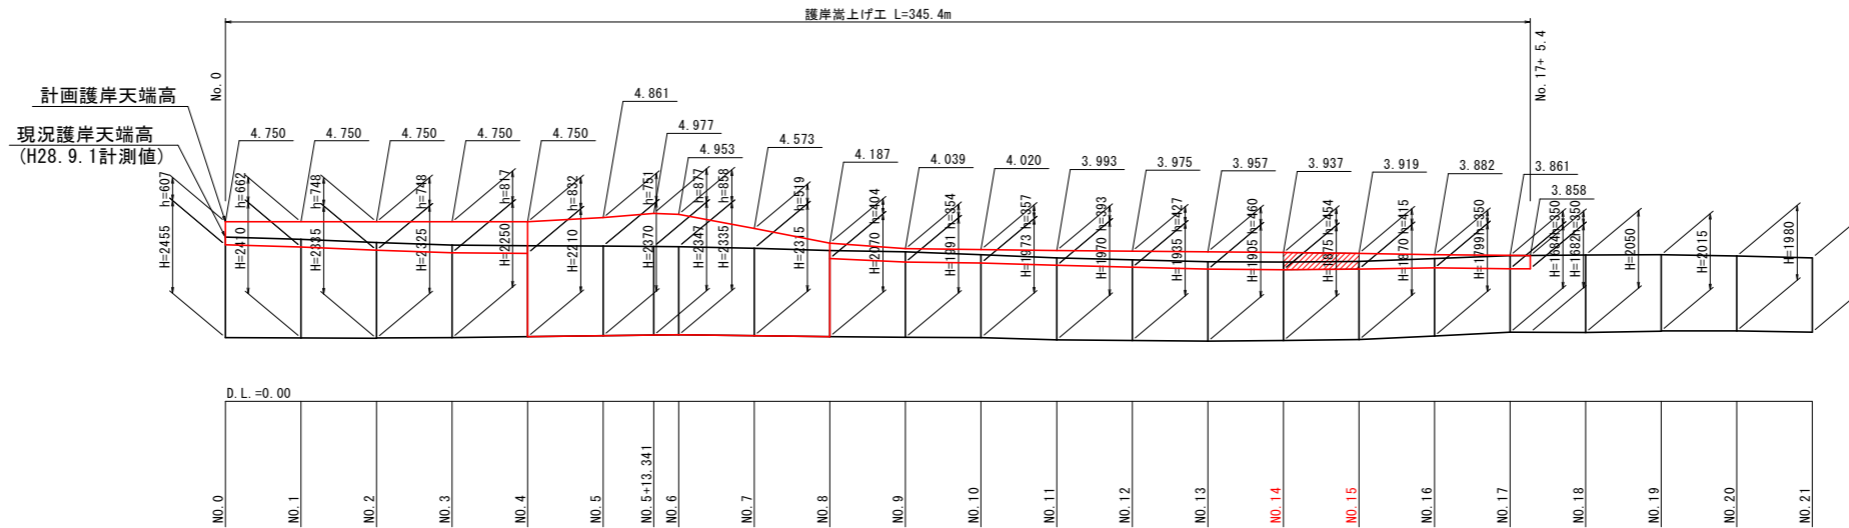 護岸嵩上げ工 L=345.4m
No.0
No.17+ 5.4
計画護岸天端高
現況護岸天端高
(H28.9.1計測値)
4.750
4.750
4.750
4.750
4.750
4.861
4.977
4.953
4.573
4.187
4.039
4.020
3.993
3.975
3.957
3.937
3.919
3.882
3.861
3.858
h=607
h=662
h=748
h=748
h=817
h=832
h=751
h=877
h=858
h=519
h=404
h=354
h=357
h=393
h=427
h=460
h=454
h=415
h=350
h=350
h=350
H=2455
H=2410
H=2335
H=2325
H=2250
H=2210
H=2370
H=2347
H=2335
H=2315
H=2070
H=1991
H=1973
H=1970
H=1935
H=1905
H=1875
H=1870
H=1799
H=1682
H=2050
H=2015
H=1980
D.L.=0.00
NO.0
NO.1
NO.2
NO.3
NO.4
NO.5
NO.5+13.341
NO.6
NO.7
NO.8
NO.9
NO.10
NO.11
NO.12
NO.13
NO.14
NO.15
NO.16
NO.17
NO.18
NO.19
NO.20
NO.21